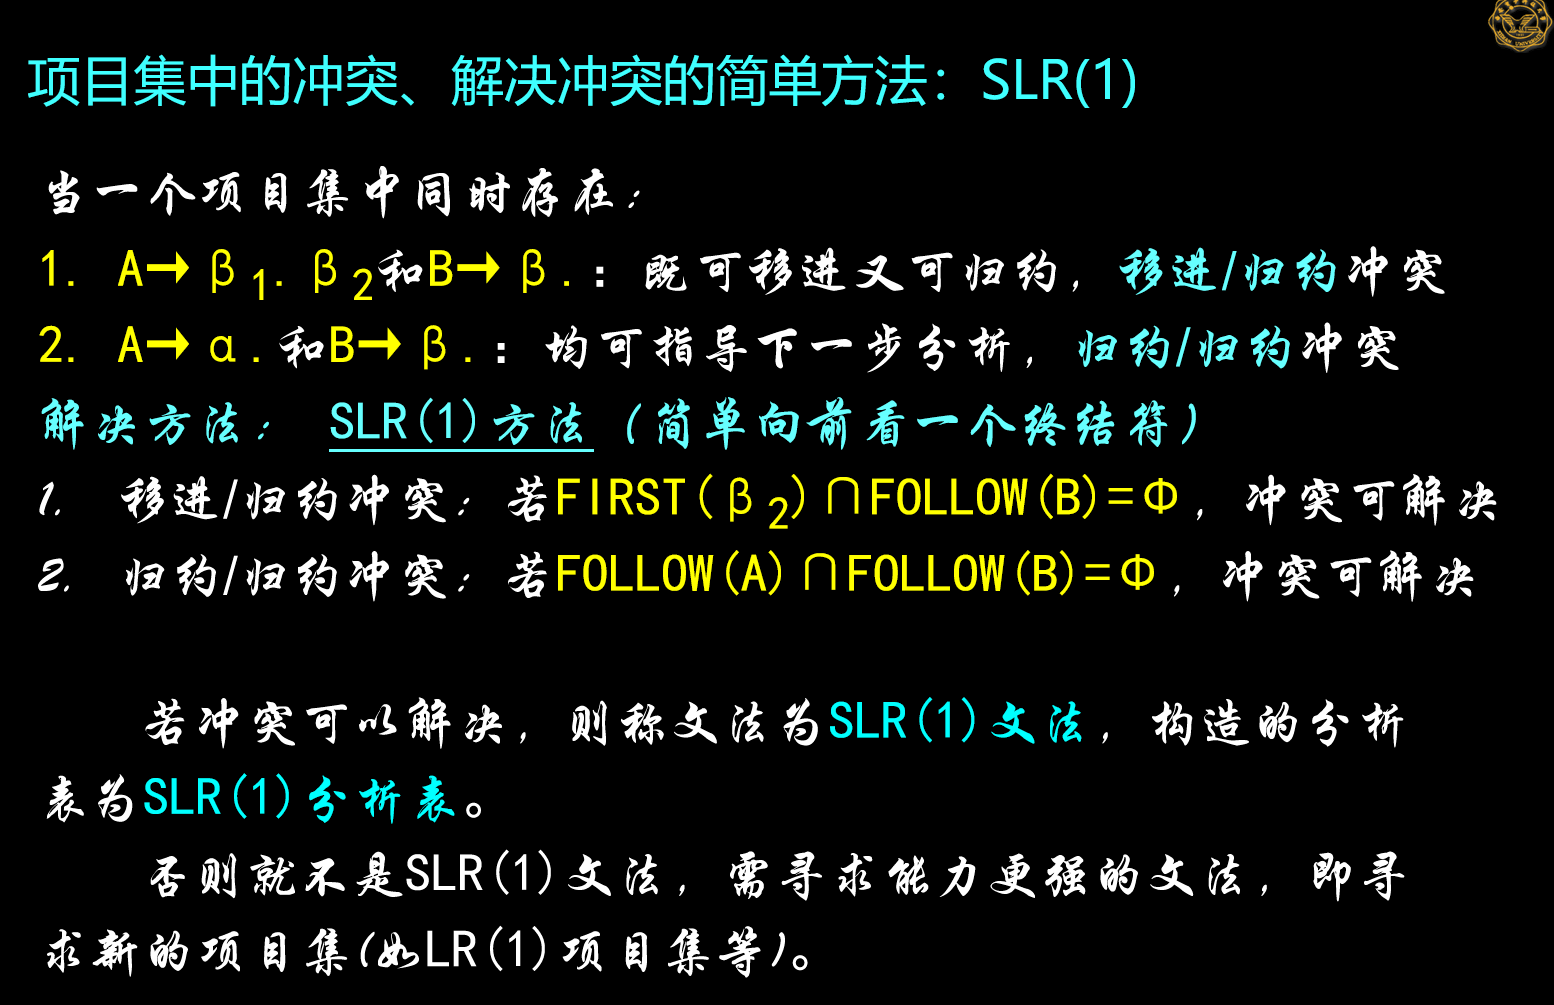 项目集中的冲突、解决冲突的简单方法：SLR(1)
当一个项目集中同时存在：
1. A→β₁.β₂和B→β.：既可移进又可归约，移进/归约冲突
2. A→α.和B→β.：均可指导下一步分析，归约/归约冲突
解决方法： SLR(1)方法（简单向前看一个终结符）
1. 移进/归约冲突：若FIRST(β₂)∩FOLLOW(B)=Φ，冲突可解决
2. 归约/归约冲突：若FOLLOW(A)∩FOLLOW(B)=Φ，冲突可解决
若冲突可以解决，则称文法为SLR(1)文法，构造的分析
表为SLR(1)分析表。
否则就不是SLR(1)文法，需寻求能力更强的文法，即寻
求新的项目集(如LR(1)项目集等)。